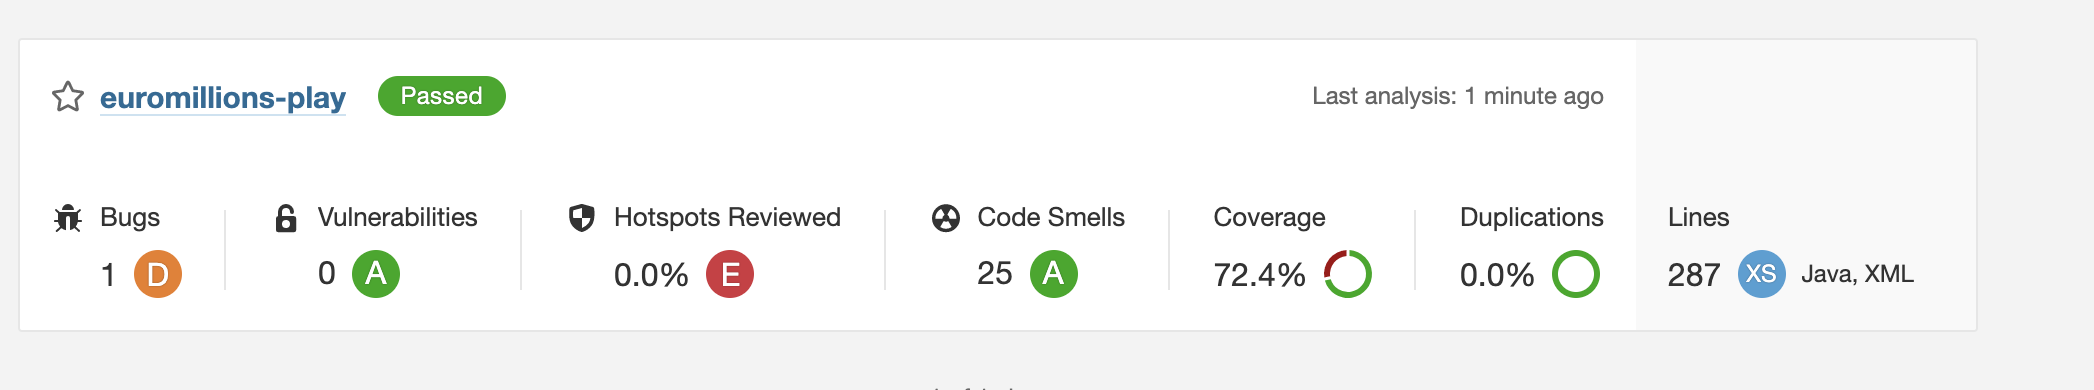 euromillions-play Passed Last analysis: 1 minute ago
Bugs Vulnerabilities Hotspots Reviewed Code Smells Coverage Duplications Lines
1 D 0 A 0.0% E 25 A 72.4% 0.0% 287 XS Java, XML